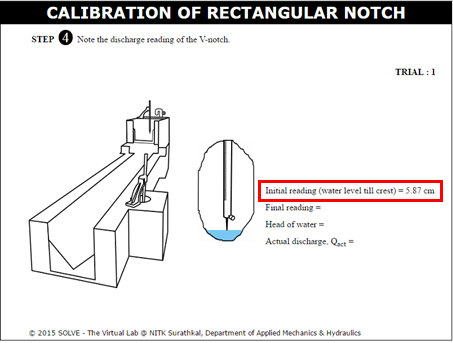 CALIBRATION OF RECTANGULAR NOTCH
STEP 4 Note the discharge reading of the V-notch.
TRIAL : 1
Initial reading (water level till crest) = 5.87 cm
Final reading =
Head of water =
Actual discharge, Qact =
© 2015 SOLVE - The Virtual Lab @ NITK Surathkal, Department of Applied Mechanics & Hydraulics